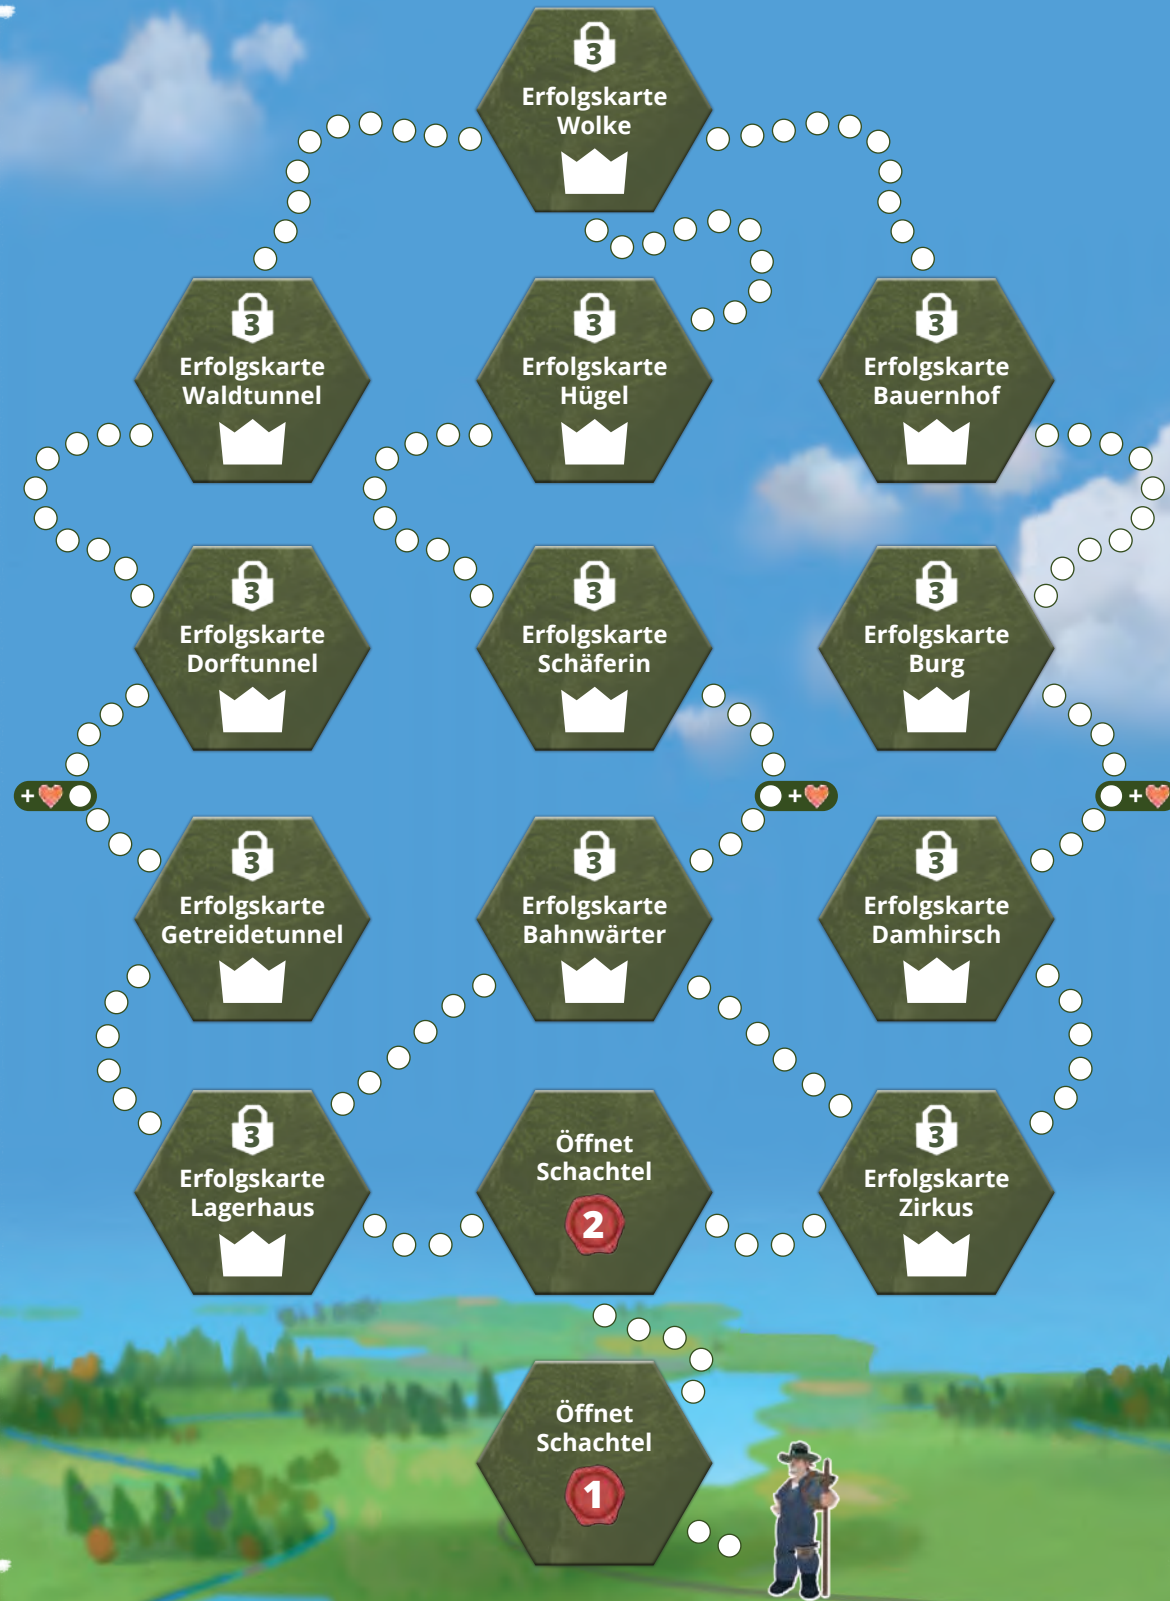 3
Erfolgskarte
Wolke
3
Erfolgskarte
Waldtunnel
3
Erfolgskarte
Hügel
3
Erfolgskarte
Bauernhof
3
Erfolgskarte
Dorftunnel
3
Erfolgskarte
Schäferin
3
Erfolgskarte
Burg
+
+
+
3
Erfolgskarte
Getreidetunnel
3
Erfolgskarte
Bahnwärter
3
Erfolgskarte
Damhirsch
3
Erfolgskarte
Lagerhaus
Öffnet
Schachtel
2
3
Erfolgskarte
Zirkus
Öffnet
Schachtel
1